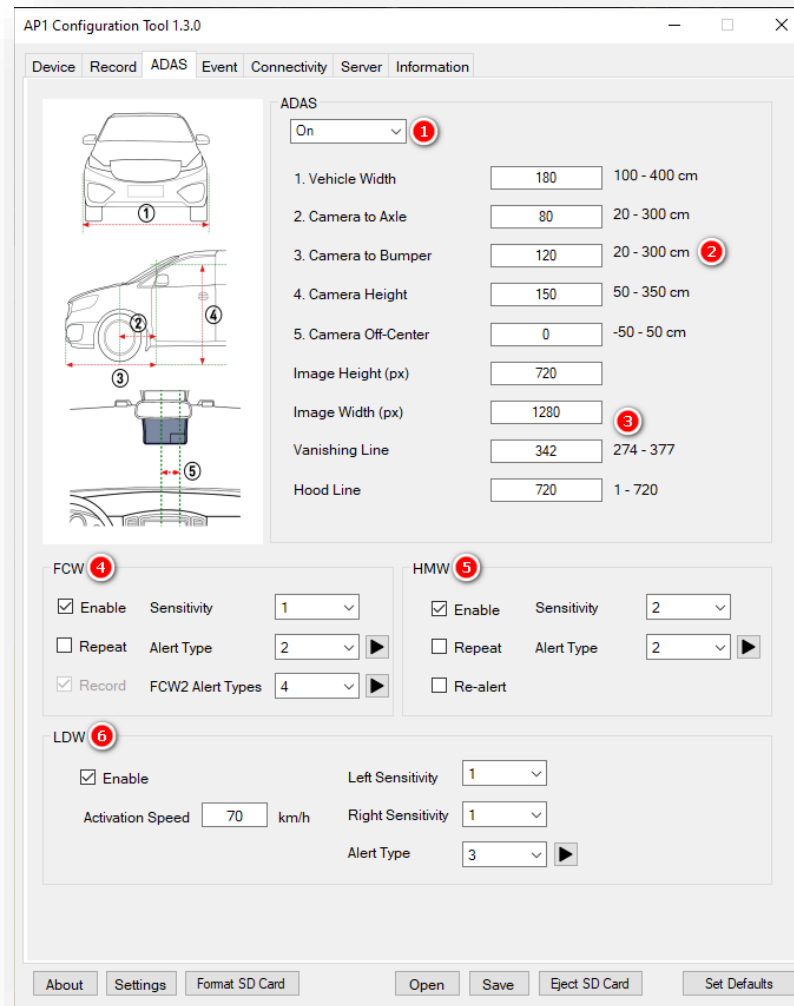 AP1 Configuration Tool 1.3.0
Device Record ADAS Event Connectivity Server Information
ADAS
On 1
1. Vehicle Width 180 100 - 400 cm
2. Camera to Axle 80 20 - 300 cm
3. Camera to Bumper 120 20 - 300 cm 2
4. Camera Height 150 50 - 350 cm
5. Camera Off-Center 0 -50 - 50 cm
Image Height (px) 720
Image Width (px) 1280
3
Vanishing Line 342 274 - 377
Hood Line 720 1 - 720
1
2
4
3
5
FCW 4
Enable Sensitivity 1
Repeat Alert Type 2
Record FCW2 Alert Types 4
HMW 5
Enable Sensitivity 2
Repeat Alert Type 2
Re-alert
LDW 6
Enable Left Sensitivity 1
Activation Speed 70 km/h Right Sensitivity 1
Alert Type 3
About Settings Format SD Card Open Save Eject SD Card Set Defaults